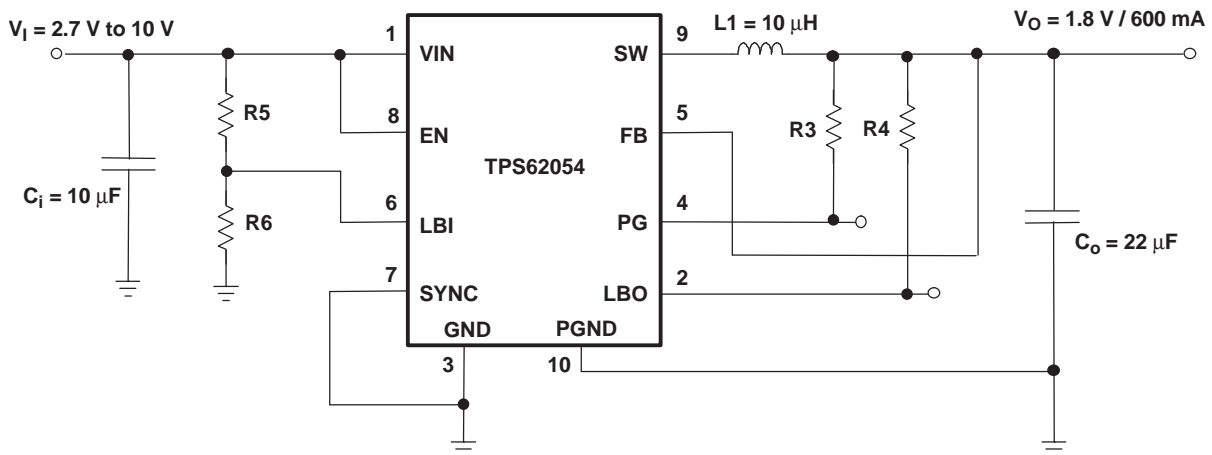 V_I = 2.7 V to 10 V
1
VIN
SW
9
L1 = 10 μH
V_O = 1.8 V / 600 mA
R5
8
EN
FB
5
R3
R4
TPS62054
C_i = 10 μF
R6
6
LBI
PG
4
C_o = 22 μF
7
SYNC
LBO
2
GND
PGND
3
10